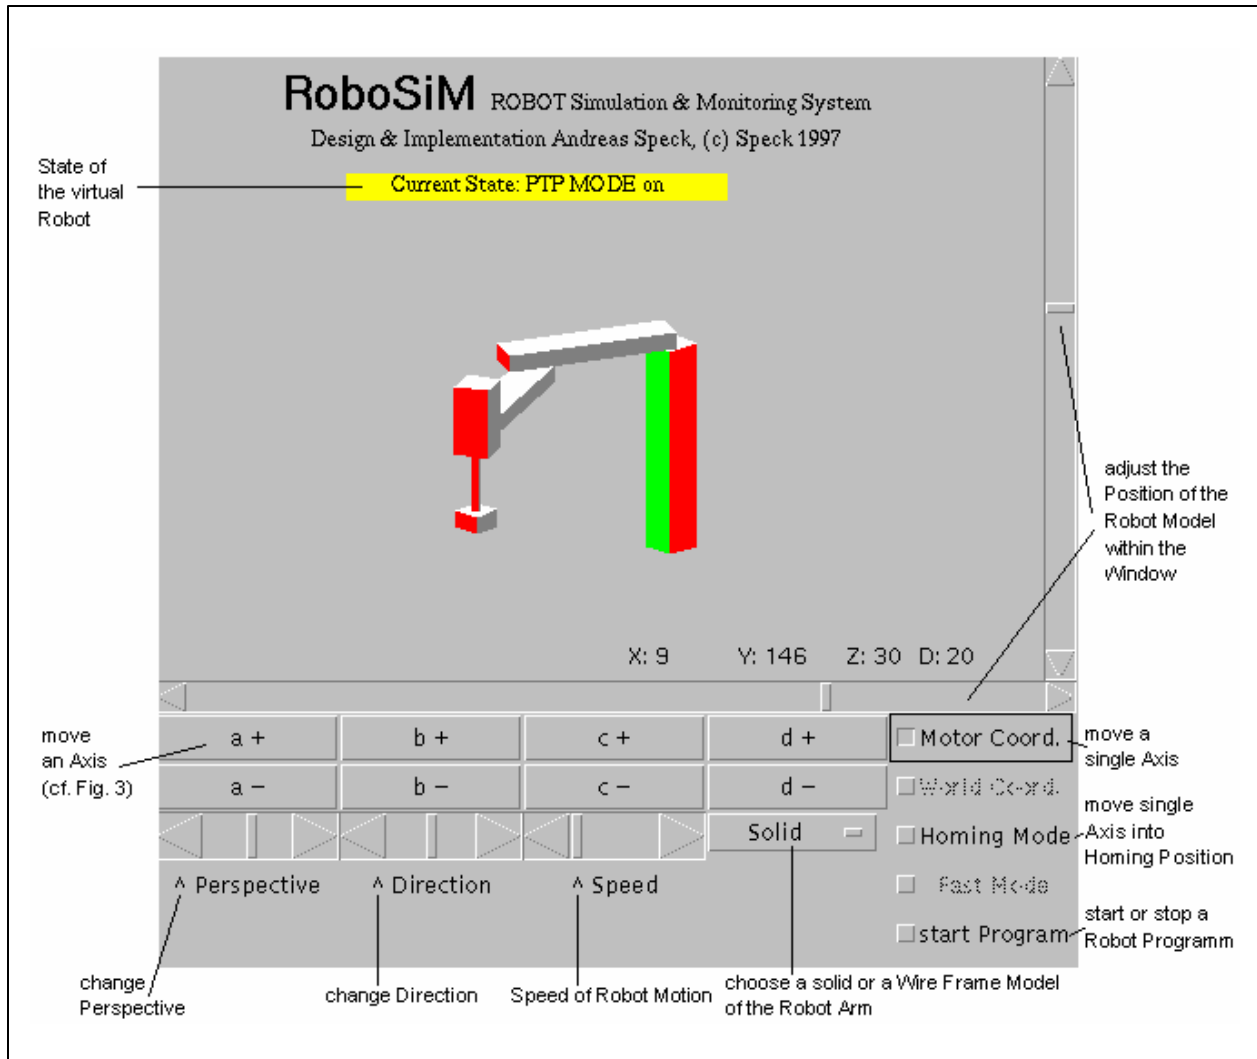 RoboSiM ROBOT Simulation & Monitoring System
Design & Implementation Andreas Speck, (c) Speck 1997
State of
the virtual
Robot
Current State: PTP MODE on
adjust the
Position of the
Robot Model
within the
Window
X: 9 Y: 146 Z: 30 D: 20
move
an Axis
(cf. Fig. 3)
a + b + c + d +
a - b - c - d -
Motor Coord.
World Coord.
Homing Mode
Fast Mode
start Program
move a
single Axis
move single
Axis into
Homing Position
start or stop a
Robot Programm
Solid
^ Perspective ^ Direction ^ Speed
change
Perspective
change Direction
Speed of Robot Motion
choose a solid or a Wire Frame Model
of the Robot Arm